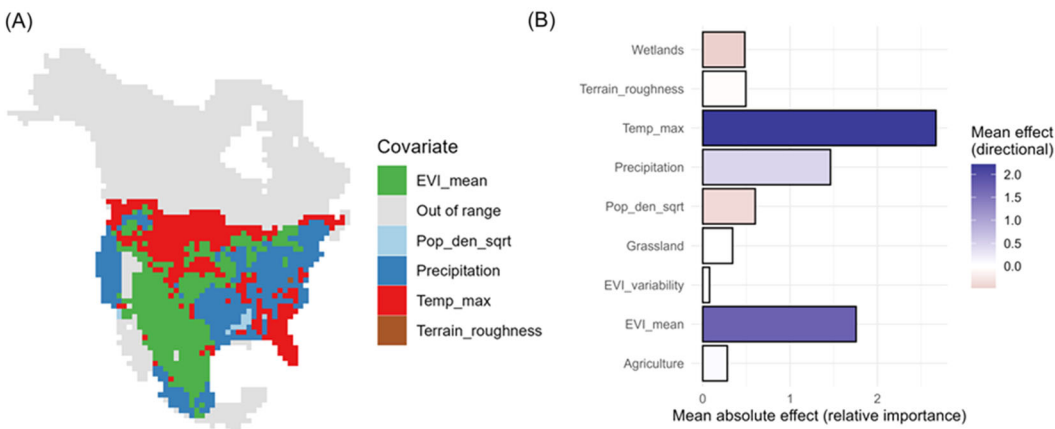 (A)
Covariate
EVI_mean
Out of range
Pop_den_sqrt
Precipitation
Temp_max
Terrain_roughness
(B)
Wetlands
Terrain_roughness
Temp_max
Precipitation
Pop_den_sqrt
Grassland
EVI_variability
EVI_mean
Agriculture
0 1 2
Mean absolute effect (relative importance)
Mean effect
(directional)
2.0
1.5
1.0
0.5
0.0